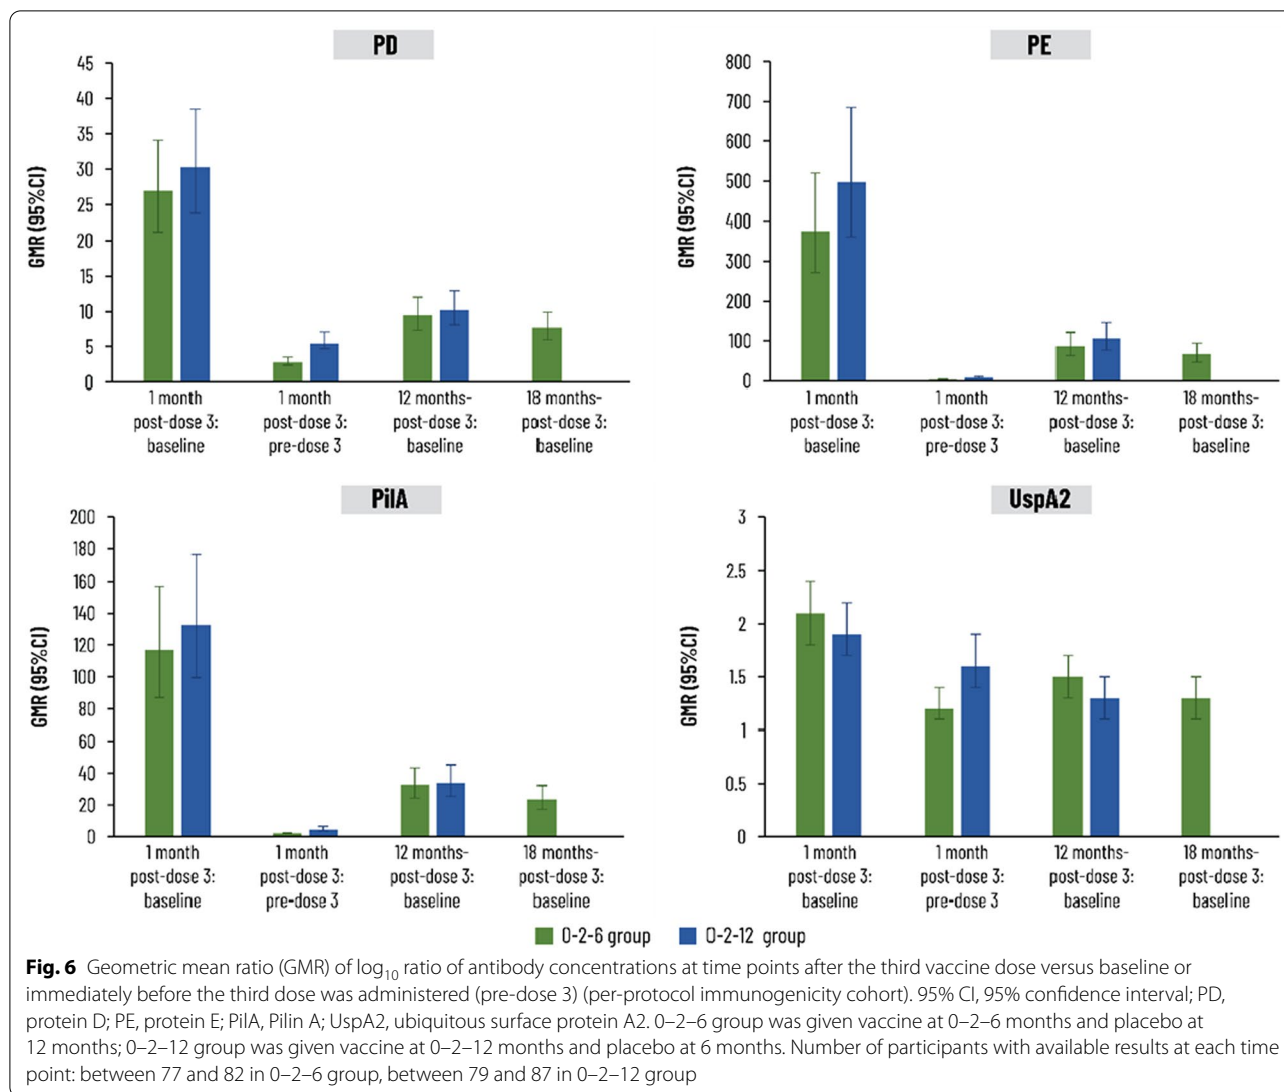 PD
45
40
35
30
25
20
15
10
5
0
GMR (95%CI)
1 month
post-dose 3:
baseline
1 month
post-dose 3:
pre-dose 3
12 months-
post-dose 3:
baseline
18 months-
post-dose 3:
baseline
PE
800
700
600
500
400
300
200
100
0
GMR (95%CI)
1 month
post-dose 3:
baseline
1 month
post-dose 3:
pre-dose 3
12 months-
post-dose 3:
baseline
18 months-
post-dose 3:
baseline
PilA
200
180
160
140
120
100
80
60
40
20
0
GMR (95%CI)
1 month
post-dose 3:
baseline
1 month
post-dose 3:
pre-dose 3
12 months-
post-dose 3:
baseline
18 months-
post-dose 3:
baseline
UspA2
3
2.5
2
1.5
1
0.5
0
GMR (95%CI)
1 month
post-dose 3:
baseline
1 month
post-dose 3:
pre-dose 3
12 months-
post-dose 3:
baseline
18 months-
post-dose 3:
baseline
0-2-6 group 0-2-12 group
Fig. 6 Geometric mean ratio (GMR) of log₁₀ ratio of antibody concentrations at time points after the third vaccine dose versus baseline or
immediately before the third dose was administered (pre-dose 3) (per-protocol immunogenicity cohort). 95% CI, 95% confidence interval; PD,
protein D; PE, protein E; PilA, Pilin A; UspA2, ubiquitous surface protein A2. 0–2–6 group was given vaccine at 0–2–6 months and placebo at
12 months; 0–2–12 group was given vaccine at 0–2–12 months and placebo at 6 months. Number of participants with available results at each time
point: between 77 and 82 in 0–2–6 group, between 79 and 87 in 0–2–12 group